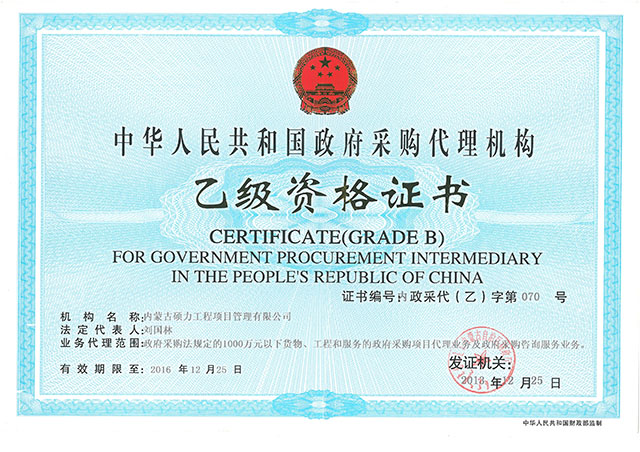 中华人民共和国政府采购代理机构
乙级资格证书
CERTIFICATE(GRADE B)
FOR GOVERNMENT PROCUREMENT INTERMEDIARY
IN THE PEOPLE'S REPUBLIC OF CHINA
证书编号内政采代（乙）字第 070 号
机构名称:内蒙古硕力工程项目管理有限公司
法定代表人刘国林
业务代理范围:政府采购法规定的1000万元以下货物、工程和服务的政府采购项目代理业务及政府采购咨询服务业务。
发证机关:
有效期限至:2016 年12月25日
2013 年12月25日
中华人民共和国财政部监制